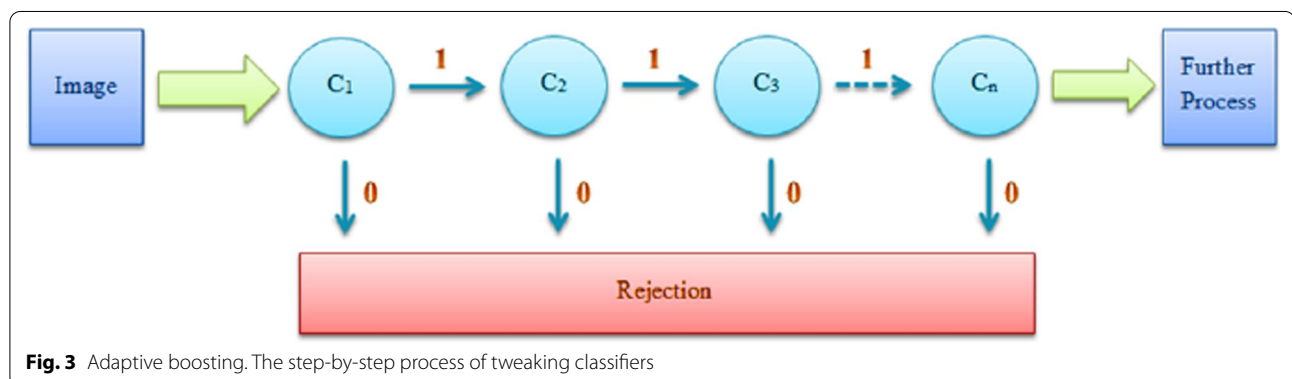 Image
C1
1
C2
1
C3
1
Cn
Further
Process
0
0
0
0
Rejection
Fig. 3 Adaptive boosting. The step-by-step process of tweaking classifiers